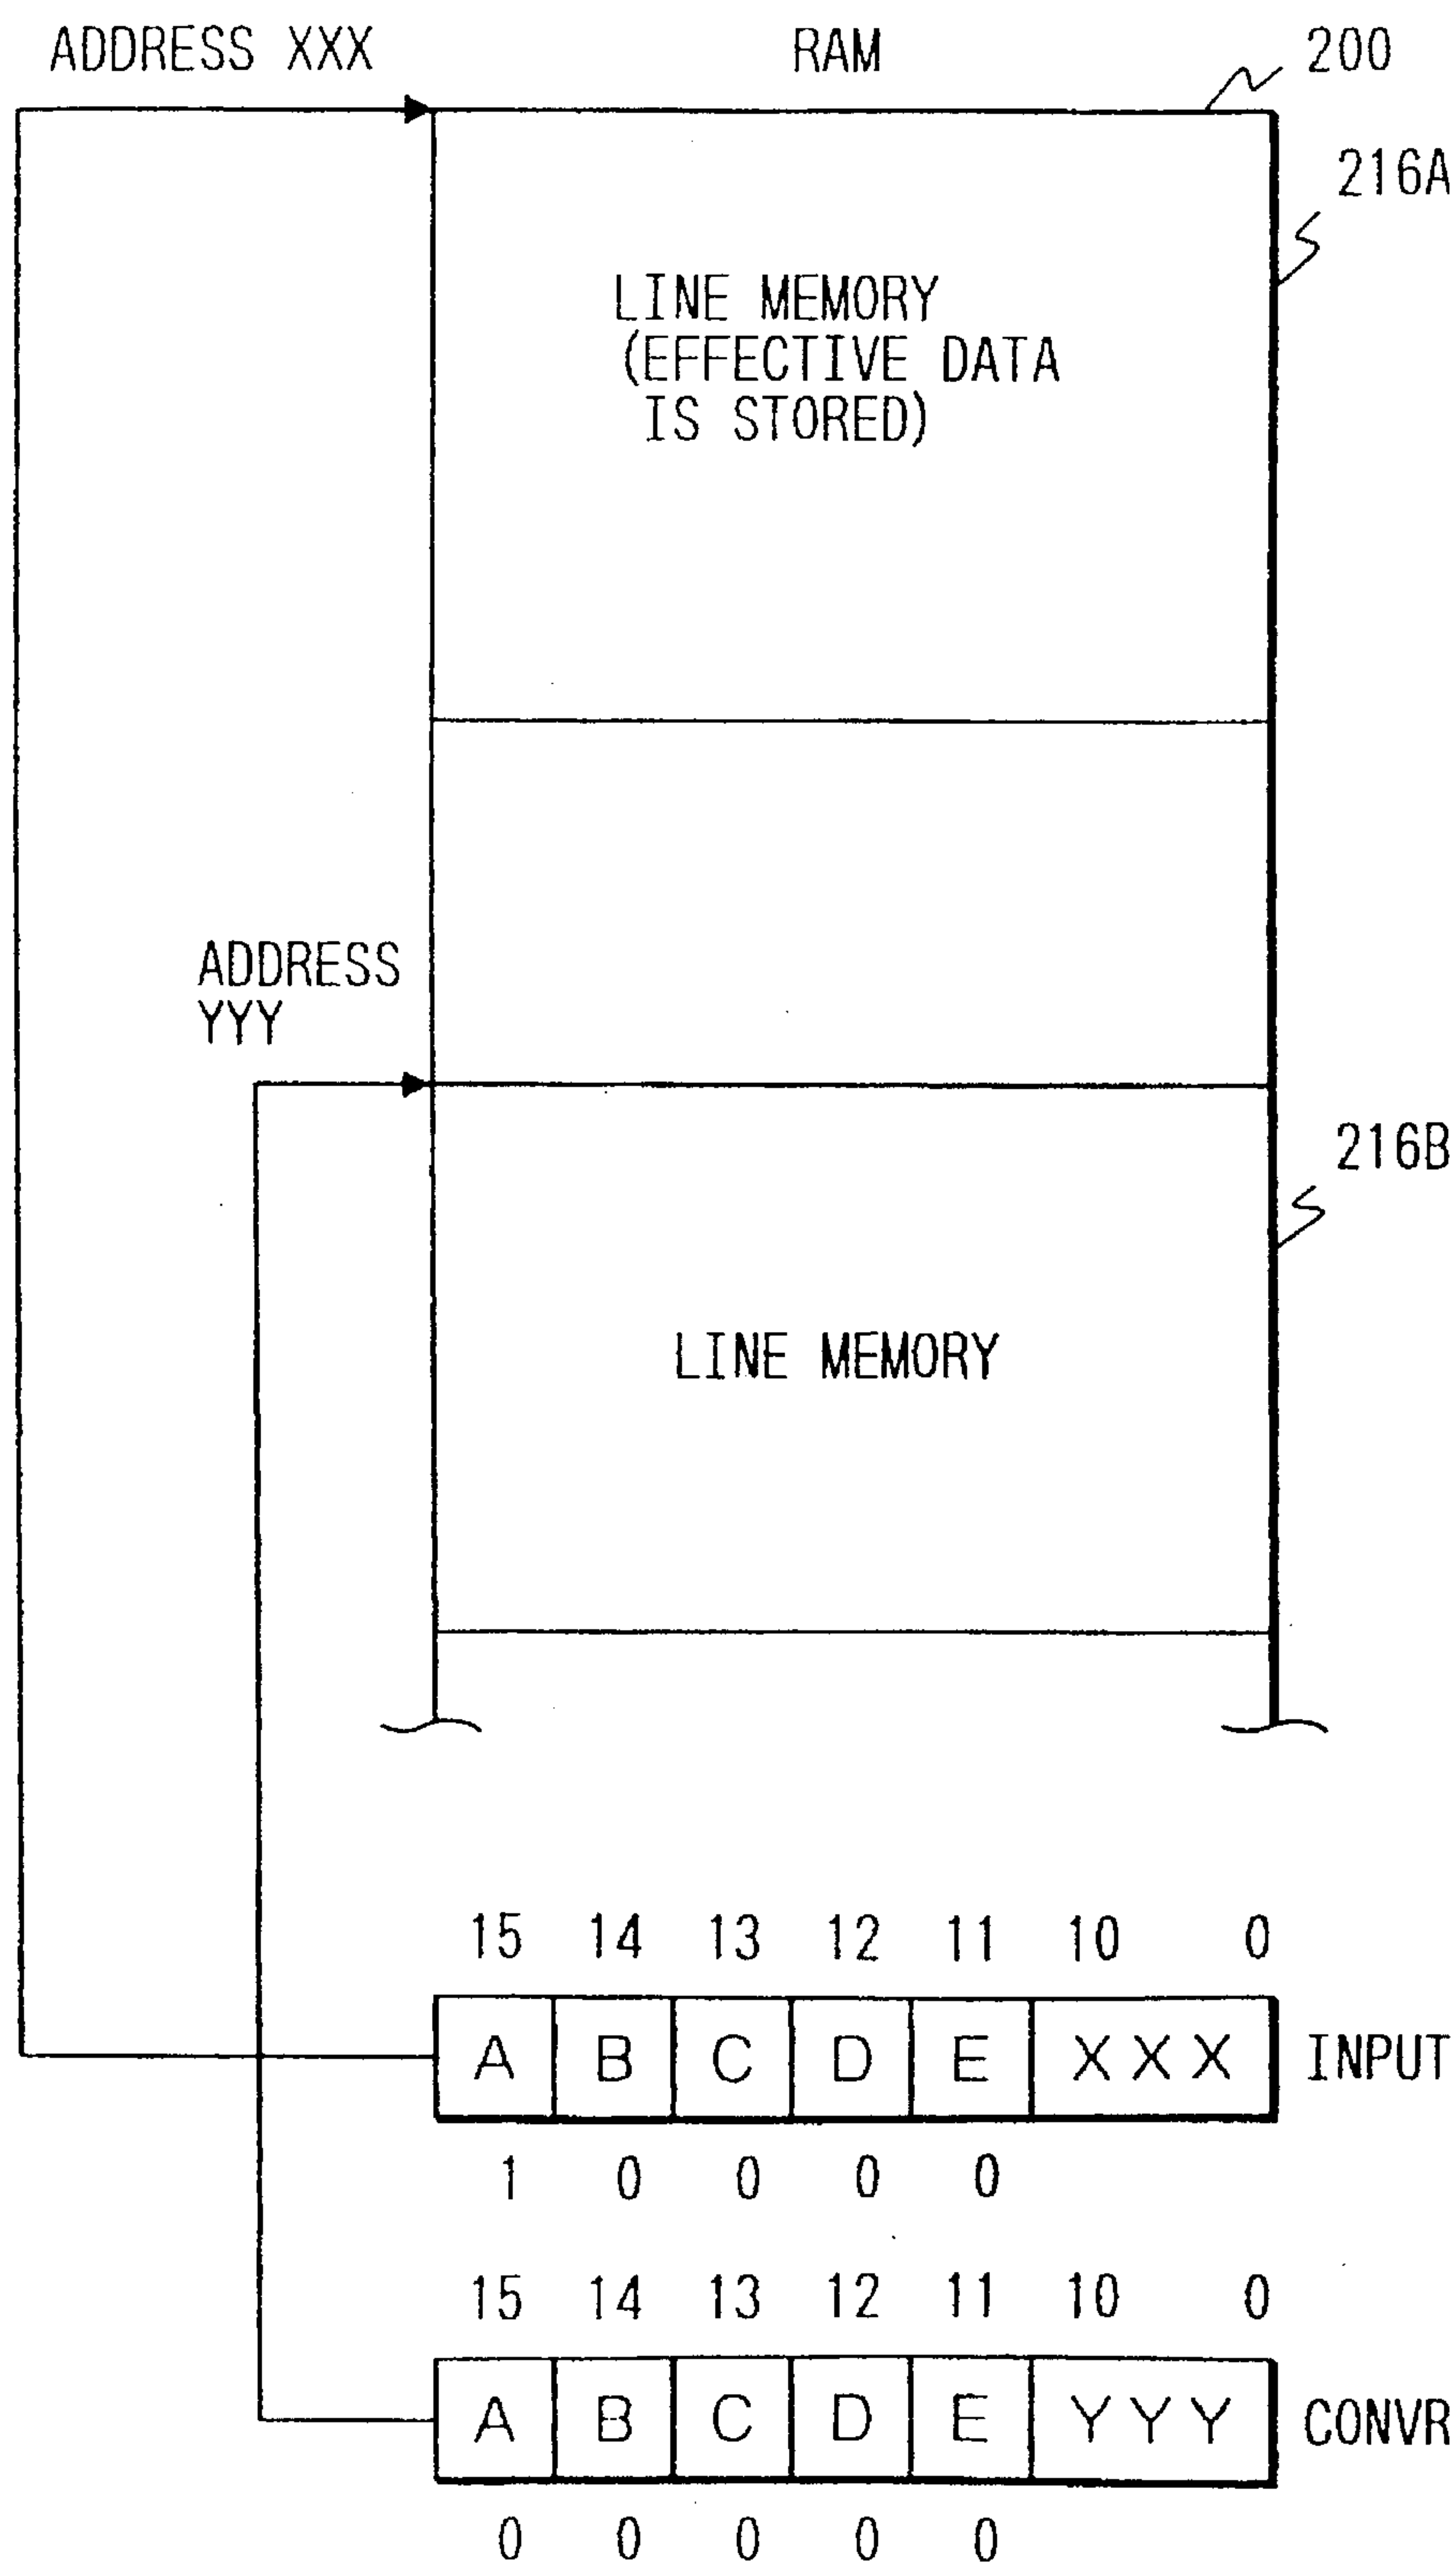 ADDRESS XXX
RAM
200
216A
LINE MEMORY
(EFFECTIVE DATA
IS STORED)
ADDRESS
YYY
216B
LINE MEMORY
15 14 13 12 11 10 0
A B C D E XXX INPUT
1 0 0 0 0
15 14 13 12 11 10 0
A B C D E YYY CONVR
0 0 0 0 0